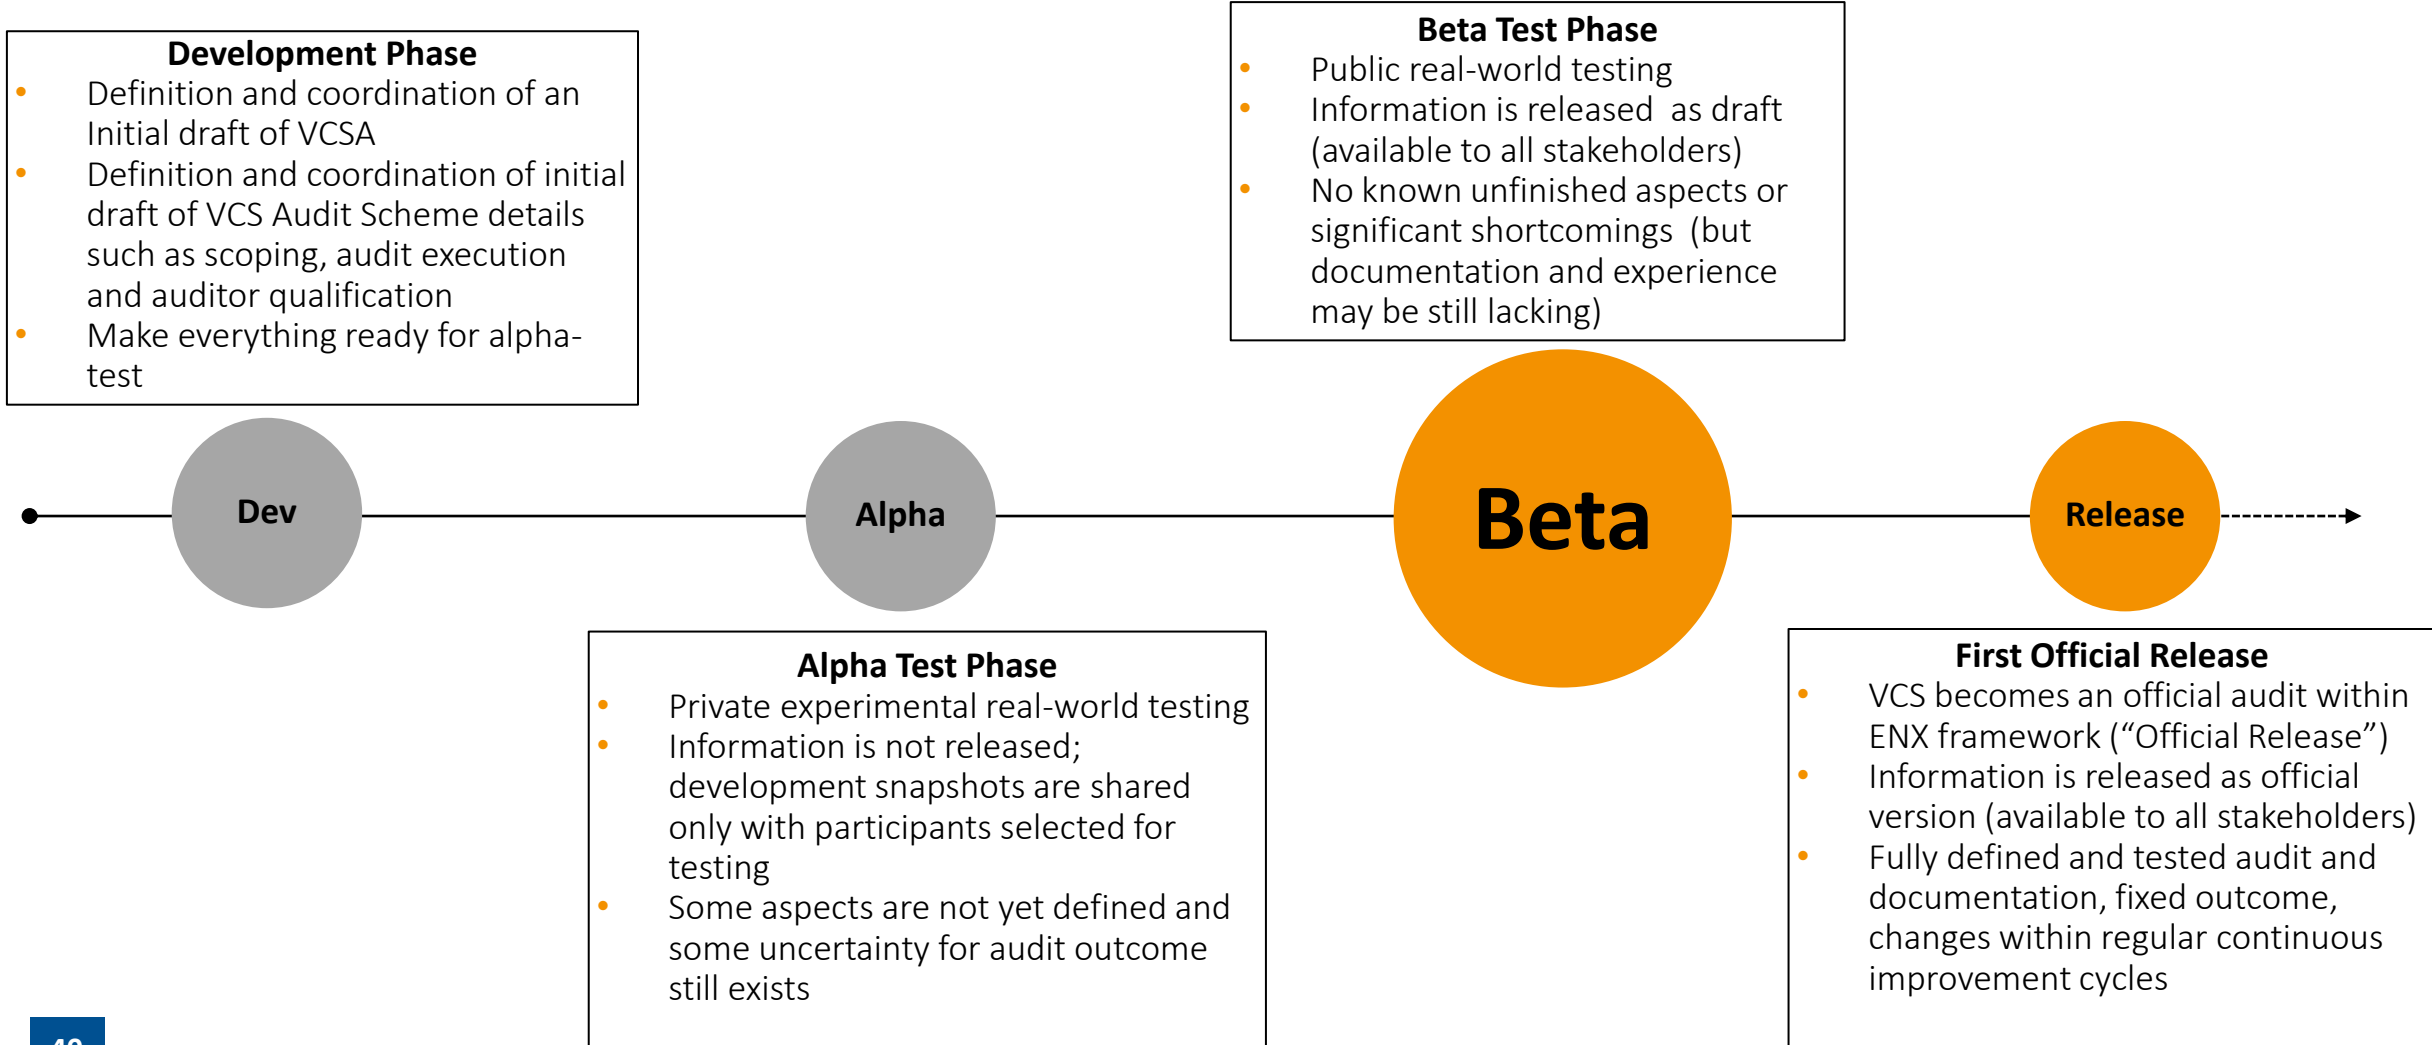 Development Phase
• Definition and coordination of an
Initial draft of VCSA
• Definition and coordination of initial
draft of VCS Audit Scheme details
such as scoping, audit execution
and auditor qualification
• Make everything ready for alpha-
test
Beta Test Phase
• Public real-world testing
• Information is released  as draft
(available to all stakeholders)
• No known unfinished aspects or
significant shortcomings  (but
documentation and experience
may be still lacking)
Dev
Alpha
Beta
Release
Alpha Test Phase
• Private experimental real-world testing
• Information is not released;
development snapshots are shared
only with participants selected for
testing
• Some aspects are not yet defined and
some uncertainty for audit outcome
still exists
First Official Release
• VCS becomes an official audit within
ENX framework (“Official Release”)
• Information is released as official
version (available to all stakeholders)
• Fully defined and tested audit and
documentation, fixed outcome,
changes within regular continuous
improvement cycles